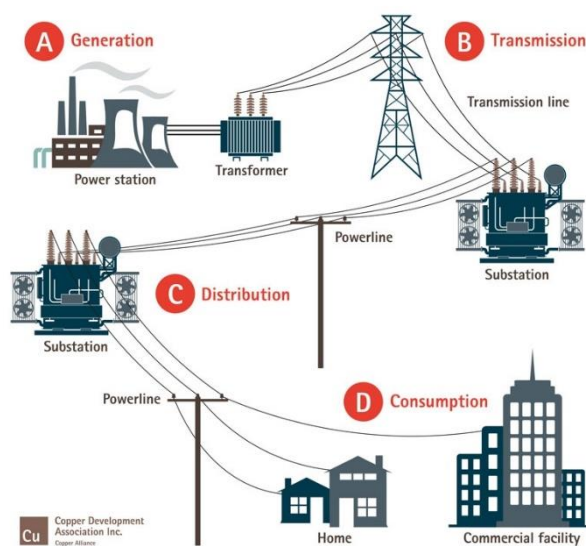 A Generation
B Transmission
Transmission line
Power station
Transformer
Powerline
Substation
C Distribution
Substation
Powerline
D Consumption
Home
Commercial facility
Cu
Copper Development
Association Inc.
Copper Alliance